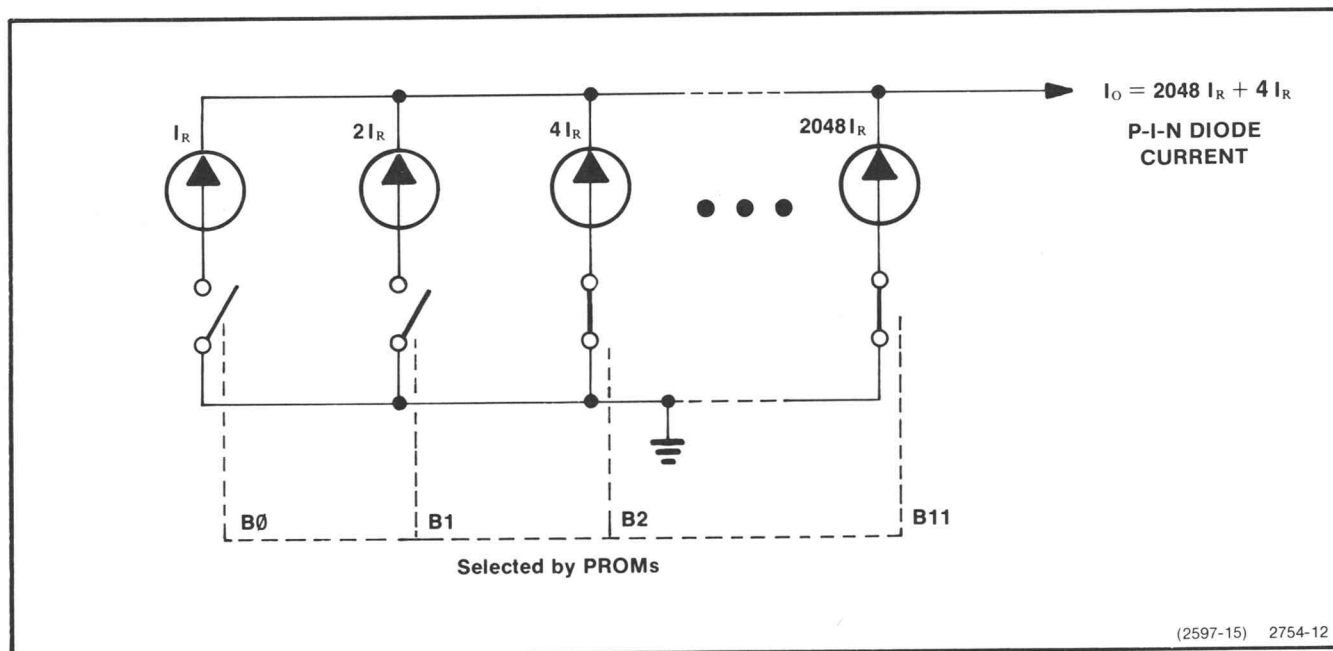 I_O = 2048 I_R + 4 I_R
P-I-N DIODE
CURRENT
I_R
2 I_R
4 I_R
2048 I_R
BØ
B1
B2
B11
Selected by PROMs
(2597-15) 2754-12